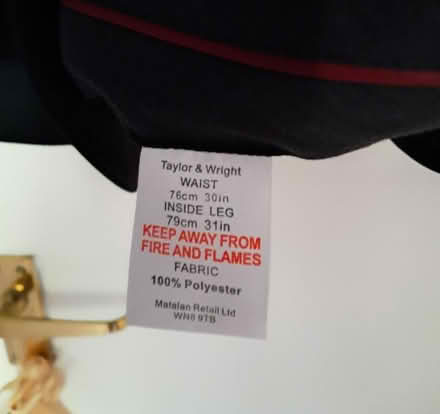 Taylor & Wright
WAIST
76cm 30in
INSIDE LEG
79cm 31in
KEEP AWAY FROM
FIRE AND FLAMES
FABRIC
100% Polyester
Matalan Retail Ltd
WN8 97B